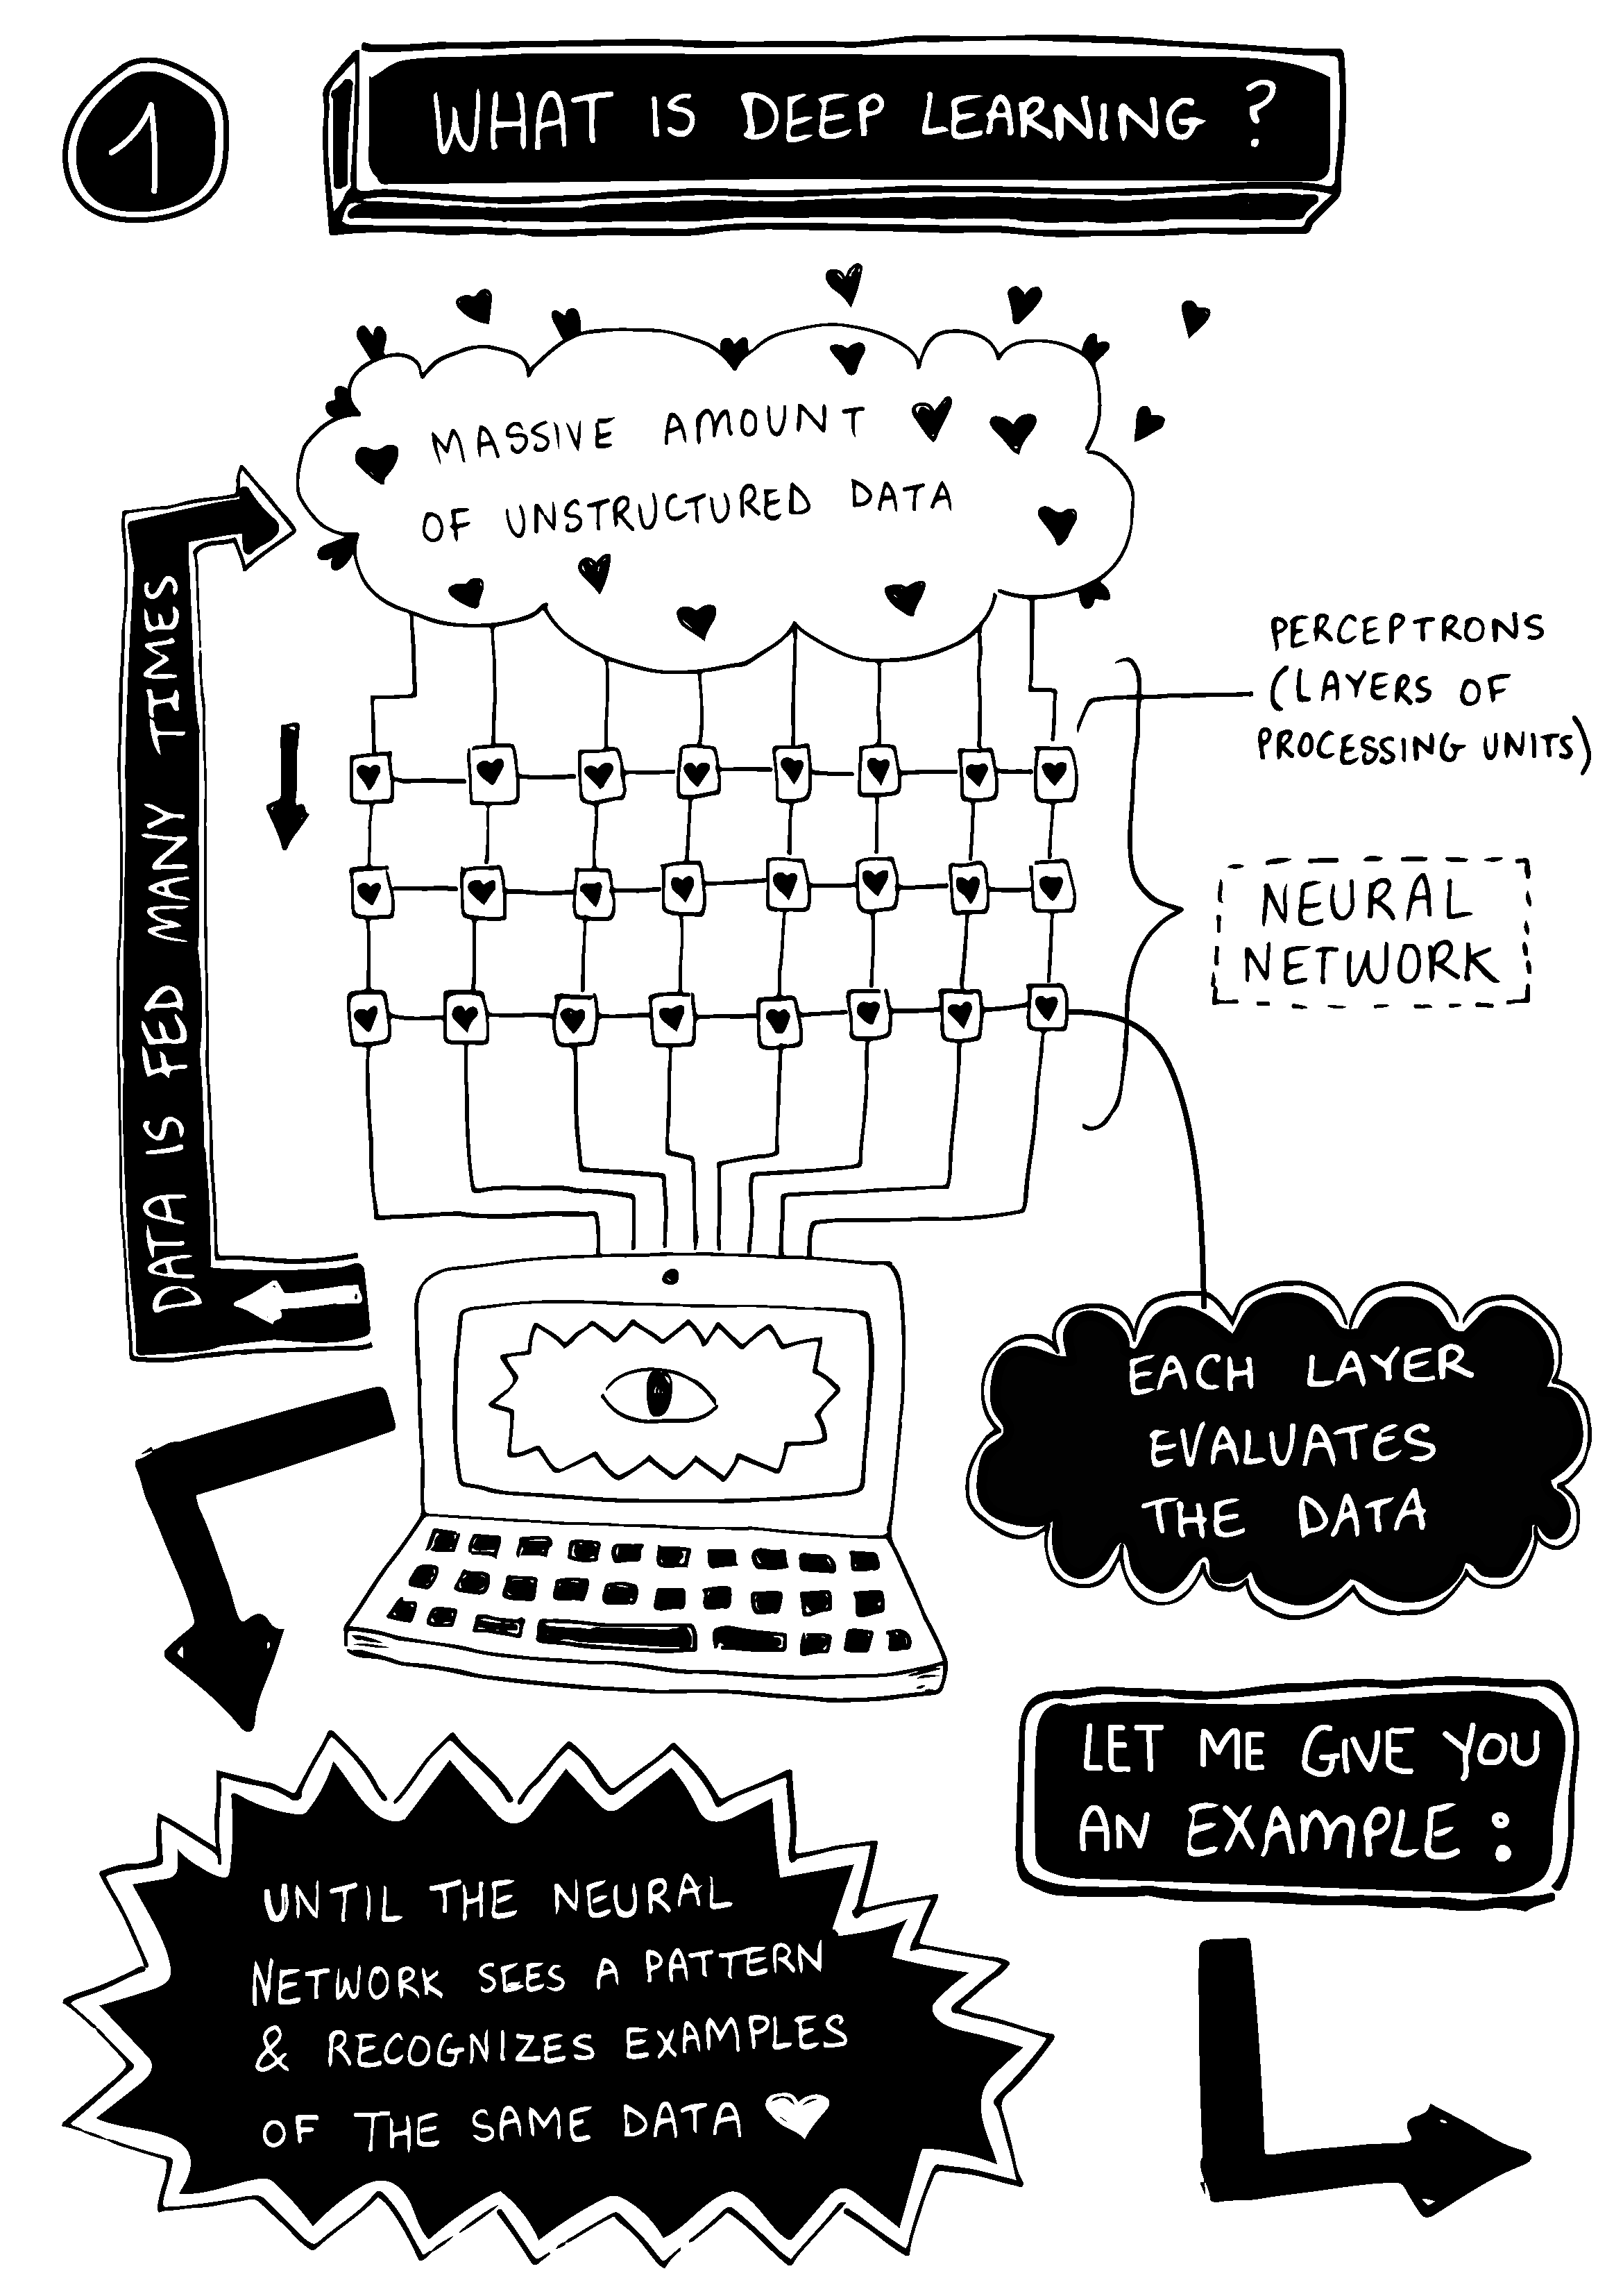 1
WHAT IS DEEP LEARNING ?
MASSIVE AMOUNT
OF UNSTRUCTURED DATA
DATA IS FED MANY TIMES
PERCEPTRONS
(LAYERS OF
PROCESSING UNITS)
NEURAL
NETWORK
EACH LAYER
EVALUATES
THE DATA
LET ME GIVE YOU
AN EXAMPLE :
UNTIL THE NEURAL
NETWORK SEES A PATTERN
& RECOGNIZES EXAMPLES
OF THE SAME DATA